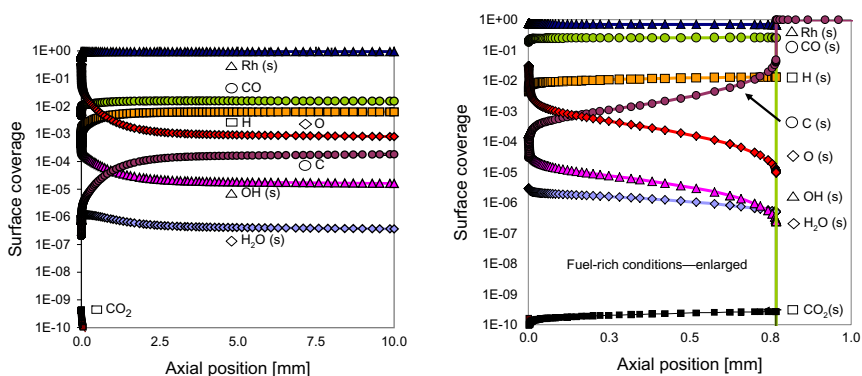 1E+00
1E-01
1E-02
1E-03
1E-04
1E-05
1E-06
1E-07
1E-08
1E-09
1E-10
Surface coverage
Rh (s)
CO
H
O
C
OH (s)
H2O (s)
CO2
0.0 2.5 5.0 7.5 10.0
Axial position [mm]
1E+00
1E-01
1E-02
1E-03
1E-04
1E-05
1E-06
1E-07
1E-08
1E-09
1E-10
Surface coverage
Rh (s)
CO (s)
H (s)
C (s)
O (s)
OH (s)
H2O (s)
Fuel-rich conditions—enlarged
CO2(s)
0.0 0.3 0.5 0.8 1.0
Axial position [mm]